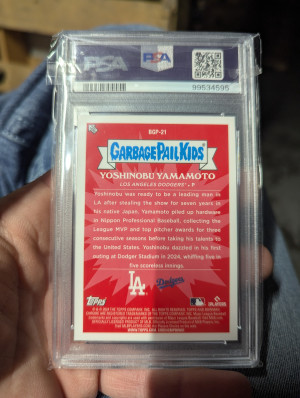 PSA
PSA
99534595
BGP-21
GARBAGE PAIL KIDS
YOSHINOBU YAMAMOTO
LOS ANGELES DODGERS • P
Yoshinobu was ready to be a leading man in
LA after stealing the show for seven years in
his native Japan. Yamamoto piled up hardware
in Nippon Professional Baseball, collecting the
League MVP and top pitcher awards for three
consecutive seasons before taking his talents to
the United States. Yoshinobu dazzled in his first
outing at Dodger Stadium in 2024, whiffing five in
five scoreless innings.
LA
Dodgers
Topps